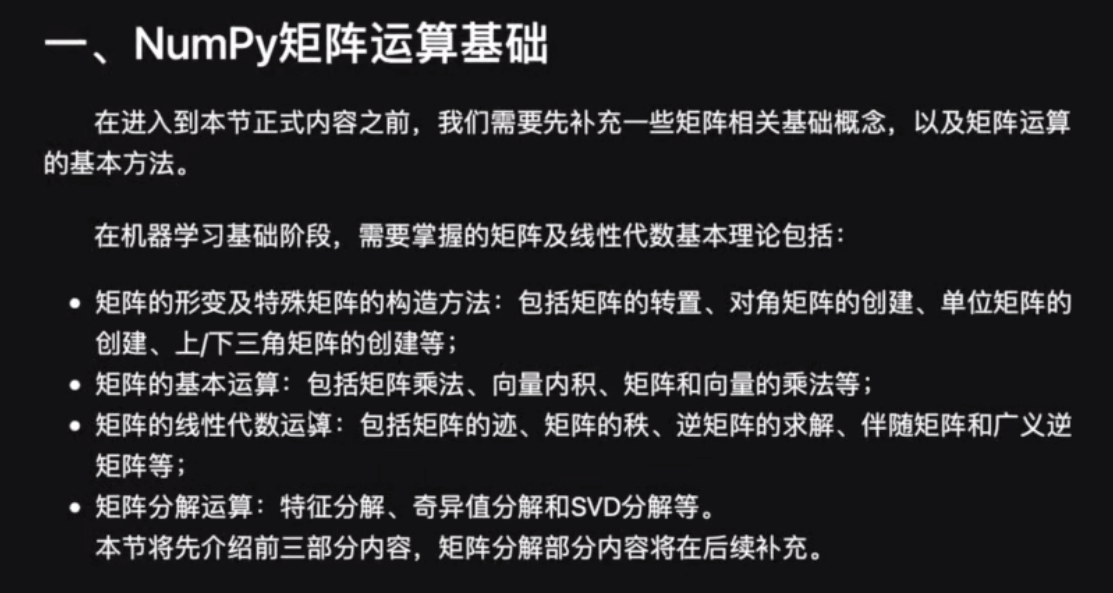 一、NumPy矩阵运算基础
在进入到本节正式内容之前，我们需要先补充一些矩阵相关基础概念，以及矩阵运算
的基本方法。
在机器学习基础阶段，需要掌握的矩阵及线性代数基本理论包括：
• 矩阵的形变及特殊矩阵的构造方法：包括矩阵的转置、对角矩阵的创建、单位矩阵的
创建、上/下三角矩阵的创建等；
• 矩阵的基本运算：包括矩阵乘法、向量内积、矩阵和向量的乘法等；
• 矩阵的线性代数运算：包括矩阵的迹、矩阵的秩、逆矩阵的求解、伴随矩阵和广义逆
矩阵等；
• 矩阵分解运算：特征分解、奇异值分解和SVD分解等。
本节将先介绍前三部分内容，矩阵分解部分内容将在后续补充。